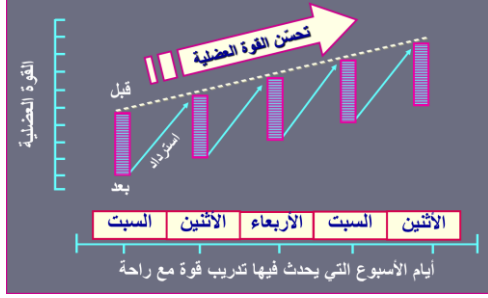 تحسّن القوة العضلية
القوة العضلية
قبل
استرداد
بعد
السبت
الأثنين
الأربعاء
السبت
الأثنين
أيام الأسبوع التي يحدث فيها تدريب قوة مع راحة